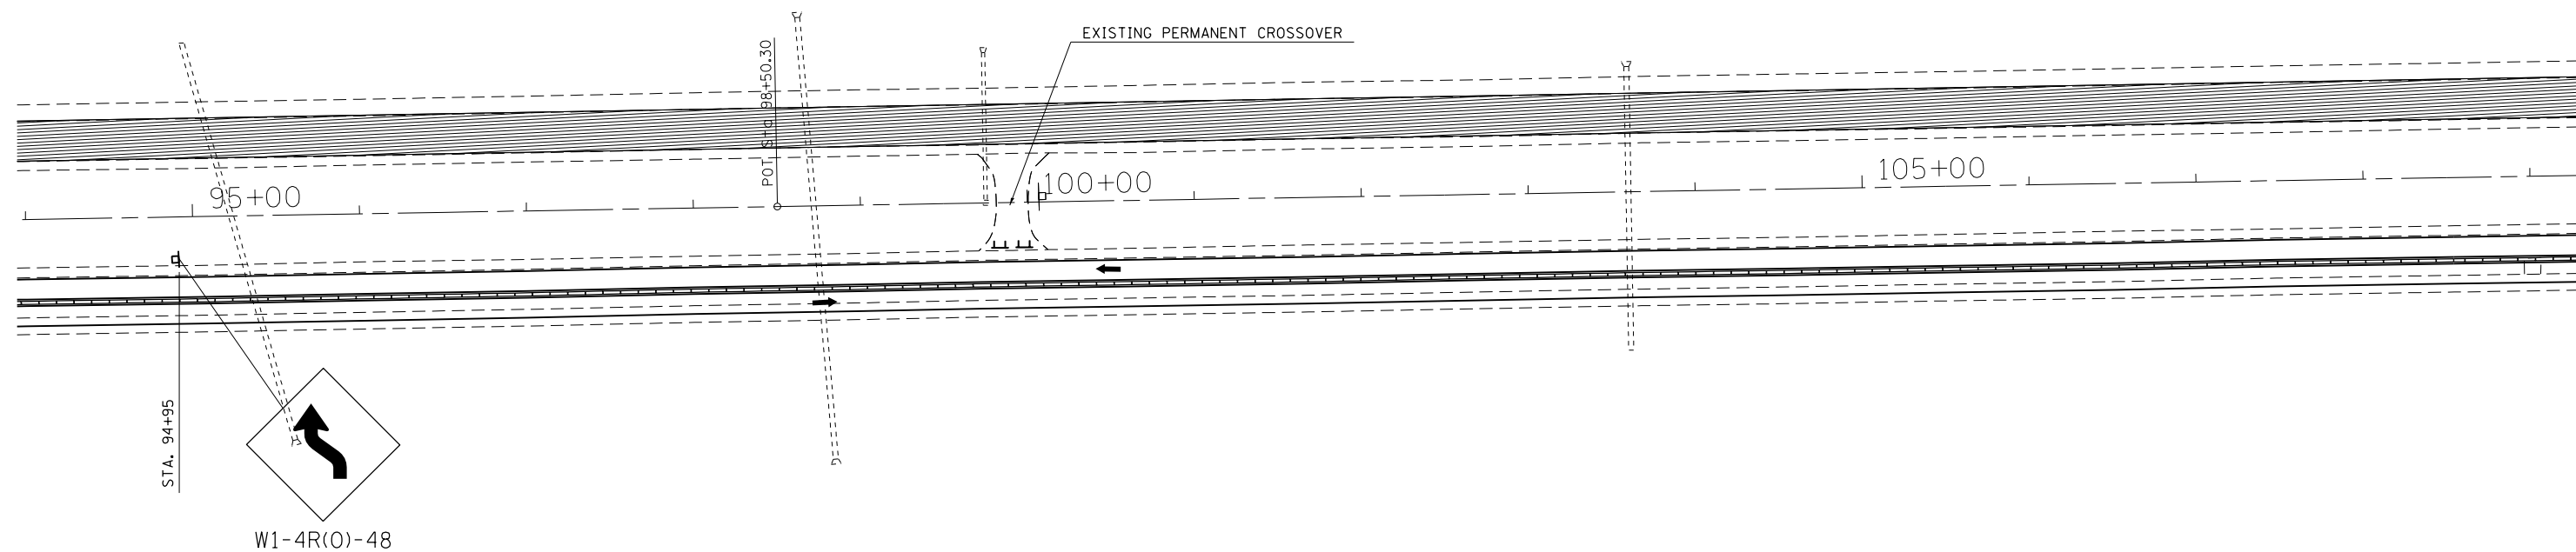 EXISTING PERMANENT CROSSOVER
POT Sta 98+50.30
95+00
100+00
105+00
STA. 94+95
W1-4R(O)-48